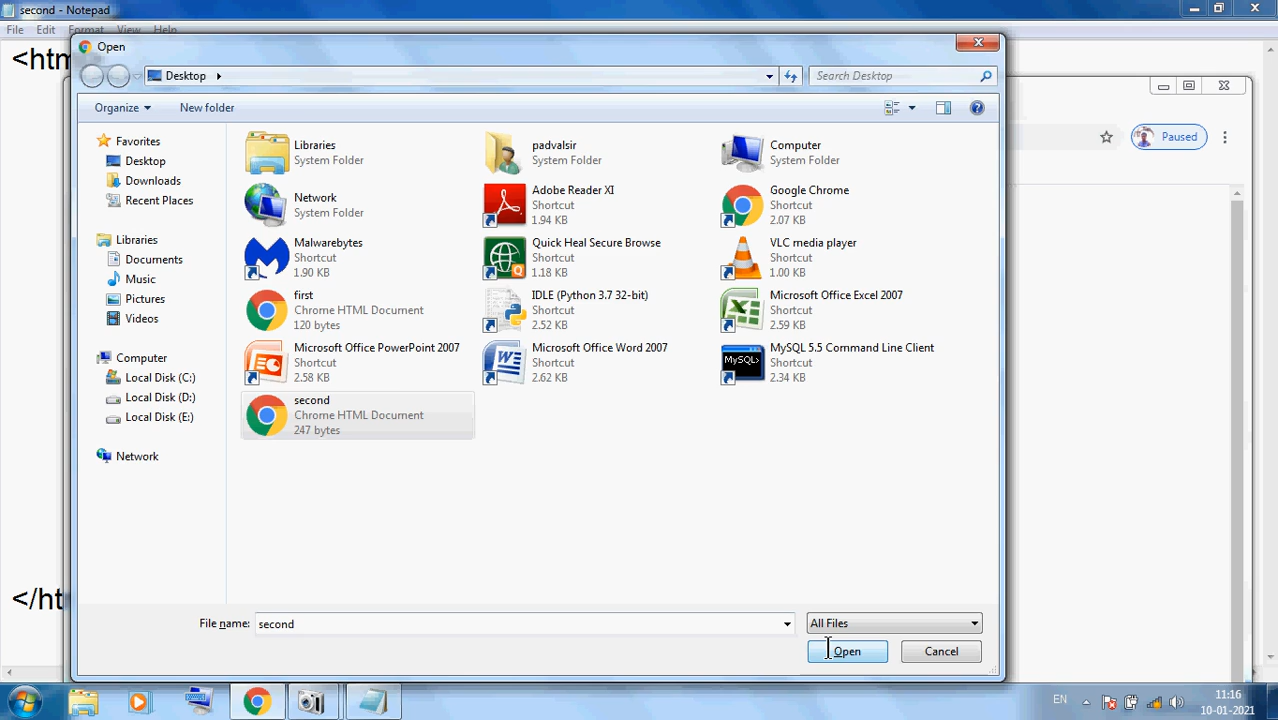 second - Notepad
File Edit Format View Help
<htm
Open
Desktop
Search Desktop
Organize
New folder
Paused
Favorites
Desktop
Downloads
Recent Places
Libraries
Documents
Music
Pictures
Videos
Computer
Local Disk (C:)
Local Disk (D:)
Local Disk (E:)
Network
Libraries
System Folder
padvalsir
System Folder
Computer
System Folder
Network
System Folder
Adobe Reader XI
Shortcut
1.94 KB
Google Chrome
Shortcut
2.07 KB
Malwarebytes
Shortcut
1.90 KB
Quick Heal Secure Browse
Shortcut
1.18 KB
VLC media player
Shortcut
1.00 KB
first
Chrome HTML Document
120 bytes
IDLE (Python 3.7 32-bit)
Shortcut
2.52 KB
Microsoft Office Excel 2007
Shortcut
2.59 KB
Microsoft Office PowerPoint 2007
Shortcut
2.58 KB
Microsoft Office Word 2007
Shortcut
2.62 KB
MySQL>
MySQL 5.5 Command Line Client
Shortcut
2.34 KB
second
Chrome HTML Document
247 bytes
</ht
File name:
second
All Files
Open
Cancel
EN
11:16
10-01-2021